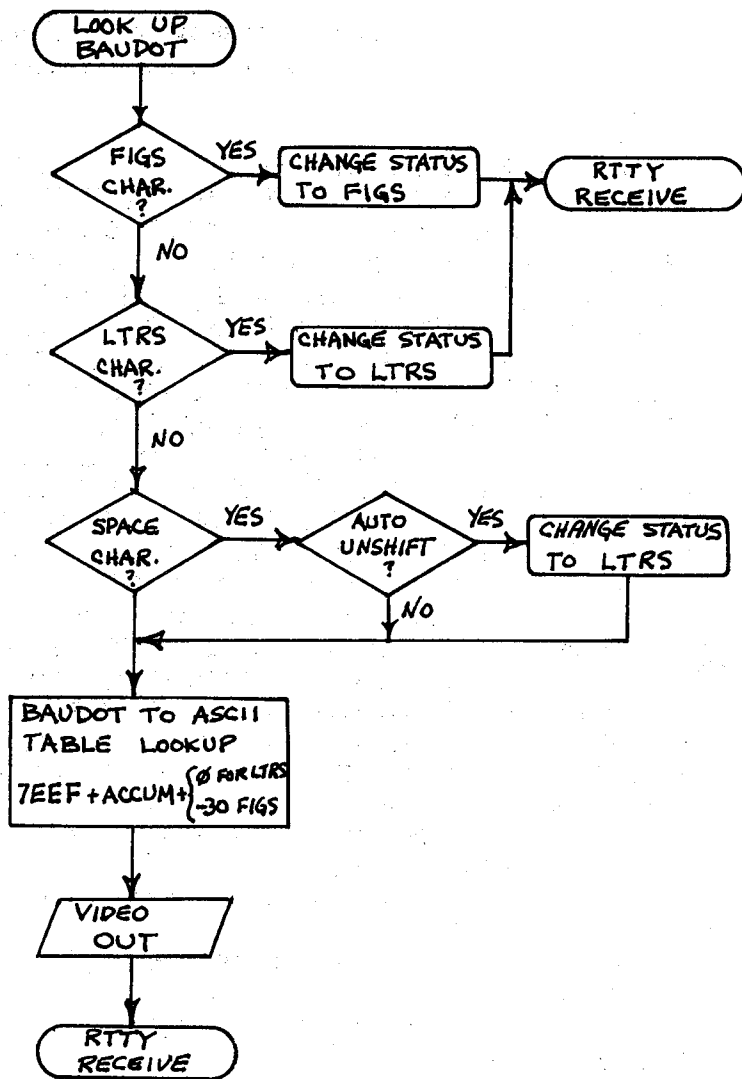 LOOK UP
BAUDOT
FIGS
CHAR.
?
YES
CHANGE STATUS
TO FIGS
RTTY
RECEIVE
NO
LTRS
CHAR.
?
YES
CHANGE STATUS
TO LTRS
NO
SPACE
CHAR.
?
YES
AUTO
UNSHIFT
?
YES
CHANGE STATUS
TO LTRS
NO
BAUDOT TO ASCII
TABLE LOOKUP
7EEF + ACCUM + { Ø FOR LTRS
-30 FIGS
VIDEO
OUT
RTTY
RECEIVE